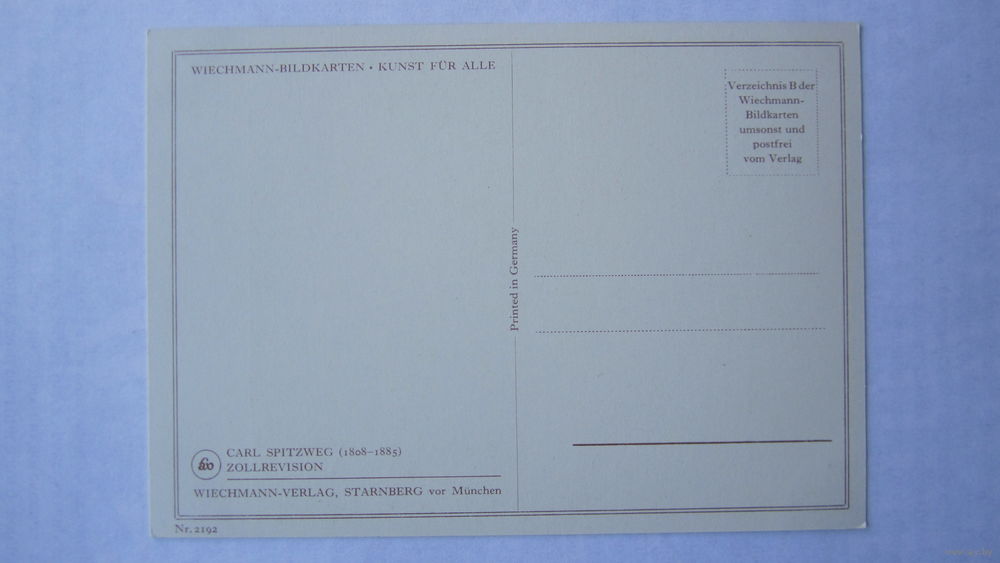 WIECHMANN-BILDKARTEN • KUNST FÜR ALLE
Verzeichnis B der
Wiechmann-
Bildkarten
umsonst und
postfrei
vom Verlag
Printed in Germany
CARL SPITZWEG (1808–1885)
ZOLLREVISION
WIECHMANN-VERLAG, STARNBERG vor München
Nr. 2192